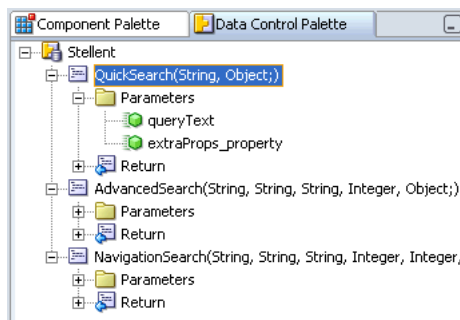 Component Palette Data Control Palette
Stellent
QuickSearch(String, Object;)
Parameters
queryText
extraProps_property
Return
AdvancedSearch(String, String, String, Integer, Object;)
Parameters
Return
NavigationSearch(String, String, String, Integer, Integer,
Parameters
Return